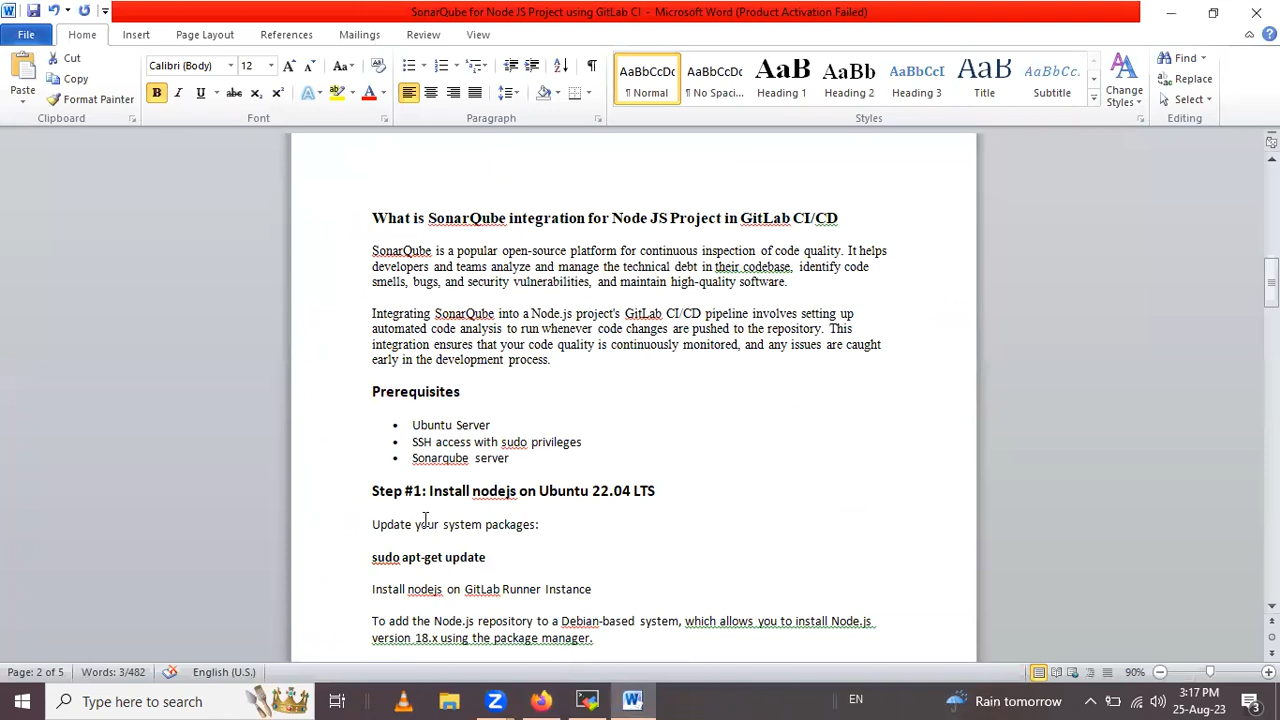 SonarQube for Node JS Project using GitLab CI - Microsoft Word (Product Activation Failed)
File Home Insert Page Layout References Mailings Review View
Paste
Cut
Copy
Format Painter
Clipboard
Calibri (Body) 12
Font
Paragraph
AaBbCcDc AaBbCcDc AaB AaBb AaBbCcI AaB AaBbCc.
¶ Normal ¶ No Spaci... Heading 1 Heading 2 Heading 3 Title Subtitle
Change Styles
Styles
Find
Replace
Select
Editing
What is SonarQube integration for Node JS Project in GitLab CI/CD
SonarQube is a popular open-source platform for continuous inspection of code quality. It helps
developers and teams analyze and manage the technical debt in their codebase, identify code
smells, bugs, and security vulnerabilities, and maintain high-quality software.
Integrating SonarQube into a Node.js project's GitLab CI/CD pipeline involves setting up
automated code analysis to run whenever code changes are pushed to the repository. This
integration ensures that your code quality is continuously monitored, and any issues are caught
early in the development process.
Prerequisites
• Ubuntu Server
• SSH access with sudo privileges
• Sonarqube server
Step #1: Install nodejs on Ubuntu 22.04 LTS
Update your system packages:
sudo apt-get update
Install nodejs on GitLab Runner Instance
To add the Node.js repository to a Debian-based system, which allows you to install Node.js
version 18.x using the package manager.
Page: 2 of 5 Words: 3/482 English (U.S.) 90%
Type here to search
EN
Rain tomorrow
3:17 PM
25-Aug-23
3